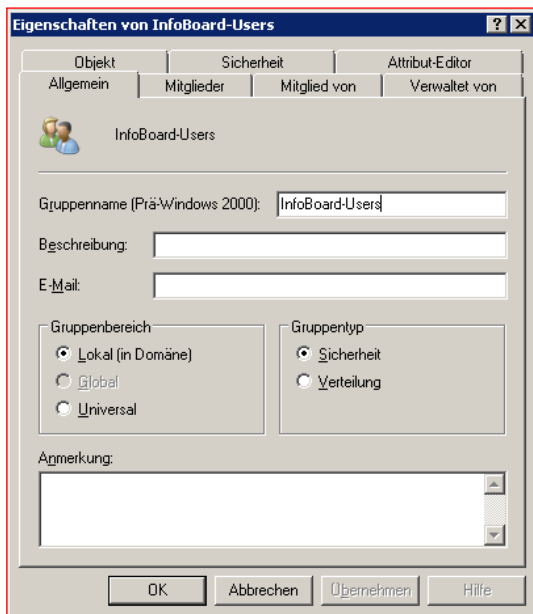 Eigenschaften von InfoBoard-Users
Objekt Sicherheit Attribut-Editor
Allgemein Mitglieder Mitglied von Verwaltet von
InfoBoard-Users
Gruppenname (Prä-Windows 2000): InfoBoard-Users
Beschreibung:
E-Mail:
Gruppenbereich Gruppentyp
Lokal (in Domäne) Sicherheit
Global Verteilung
Universal
Anmerkung:
OK Abbrechen Übernehmen Hilfe